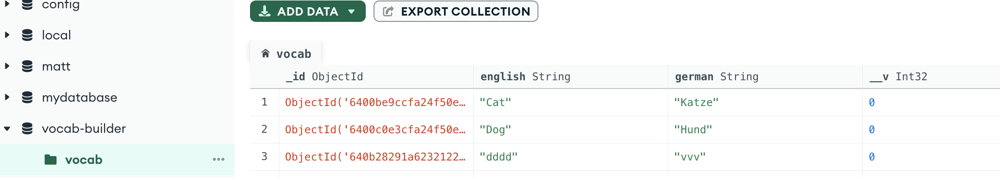 config
local
matt
mydatabase
vocab-builder
vocab
ADD DATA
EXPORT COLLECTION
vocab
_id ObjectId english String german String __v Int32
1 ObjectId('6400be9ccfa24f50e… "Cat" "Katze" 0
2 ObjectId('6400c0e3cfa24f50e… "Dog" "Hund" 0
3 ObjectId('640b28291a6232122… "dddd" "vvv" 0